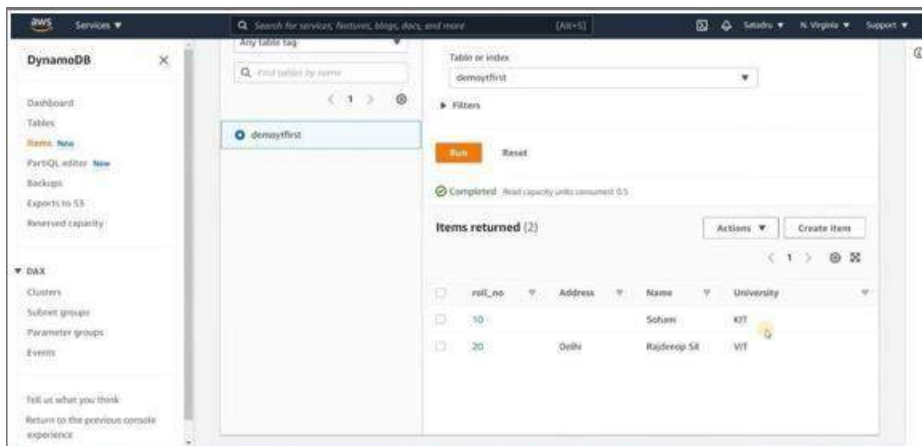 aws Services ▼ Search for services, features, blogs, docs, and more [Alt+S] Satadru ▼ N. Virginia ▼ Support ▼
DynamoDB
Dashboard
Tables
Items New
PartiQL editor New
Backups
Exports to S3
Reserved capacity
▼ DAX
Clusters
Subnet groups
Parameter groups
Events
Tell us what you think
Return to the previous console
experience
Any table tag
Find tables by name
1
demoytfirst
Table or index
demoytfirst
▶ Filters
Run Reset
Completed Read capacity units consumed: 0.5
Items returned (2) Actions ▼ Create item
1
roll_no Address Name University
10 Soham KIT
20 Delhi Rajdeep Sil VIT